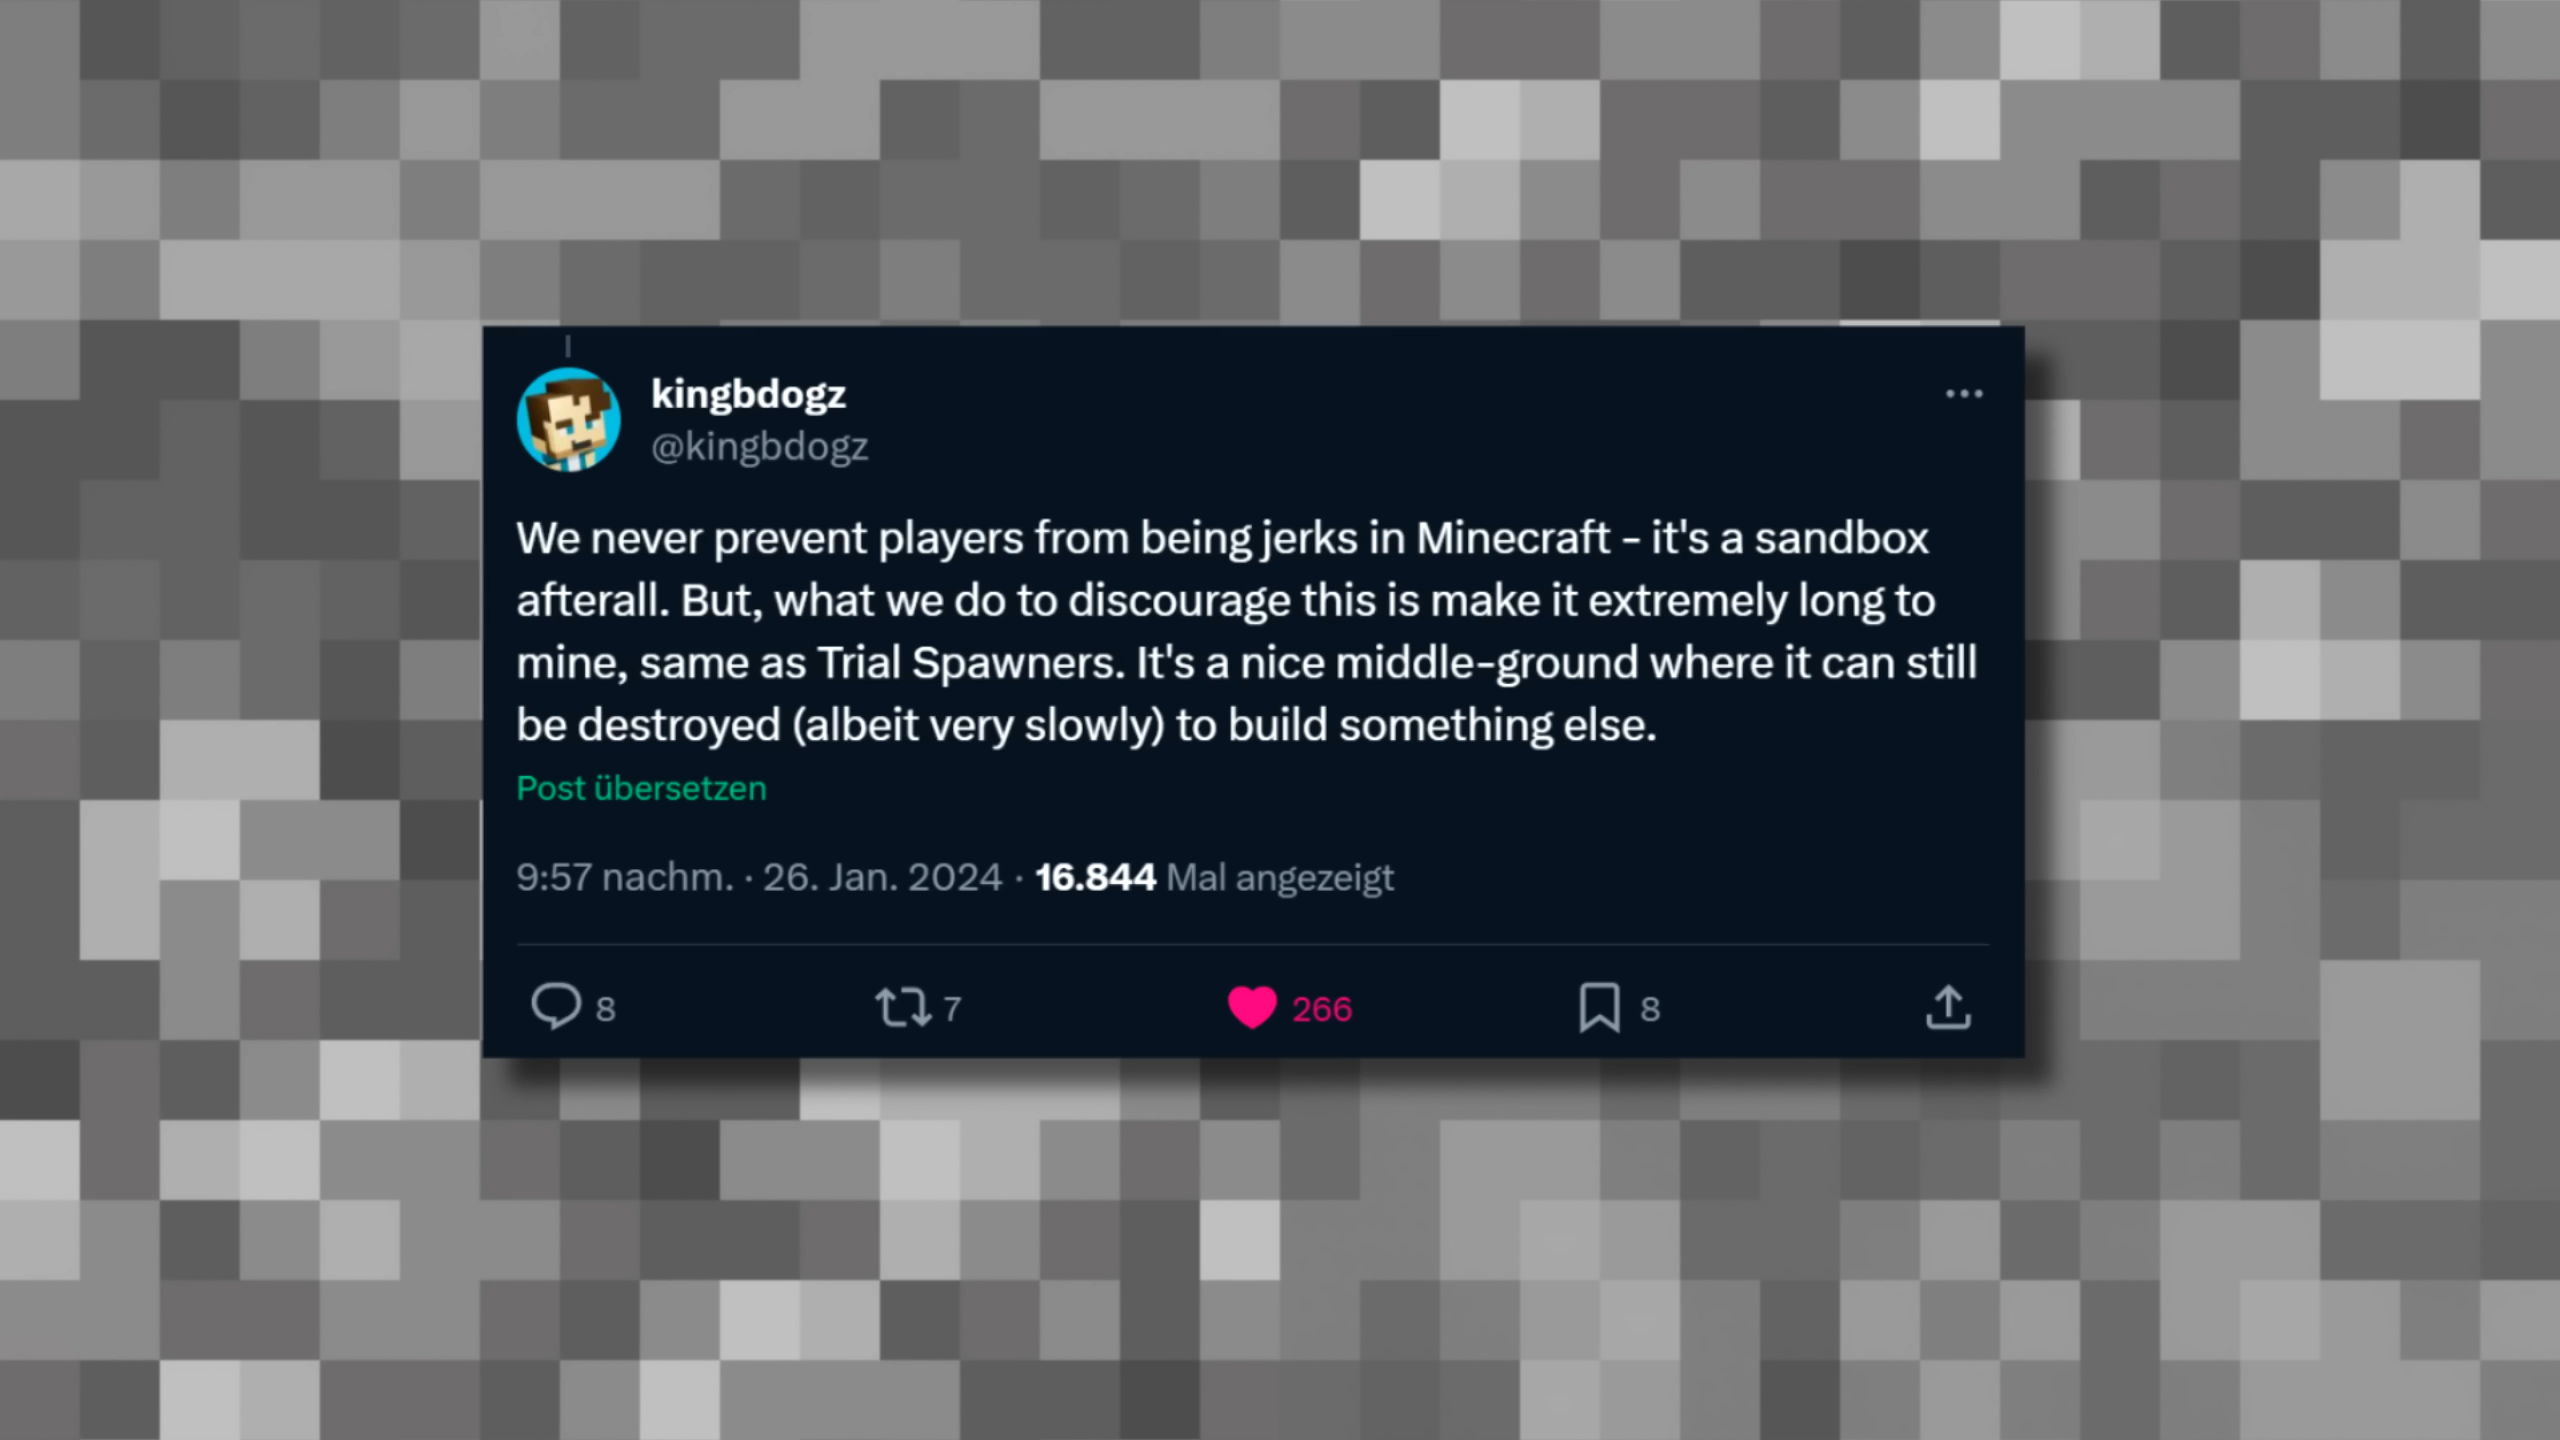 kingbdogz
@kingbdogz
We never prevent players from being jerks in Minecraft - it's a sandbox
afterall. But, what we do to discourage this is make it extremely long to
mine, same as Trial Spawners. It's a nice middle-ground where it can still
be destroyed (albeit very slowly) to build something else.
Post übersetzen
9:57 nachm. · 26. Jan. 2024 · 16.844 Mal angezeigt
8 7 266 8